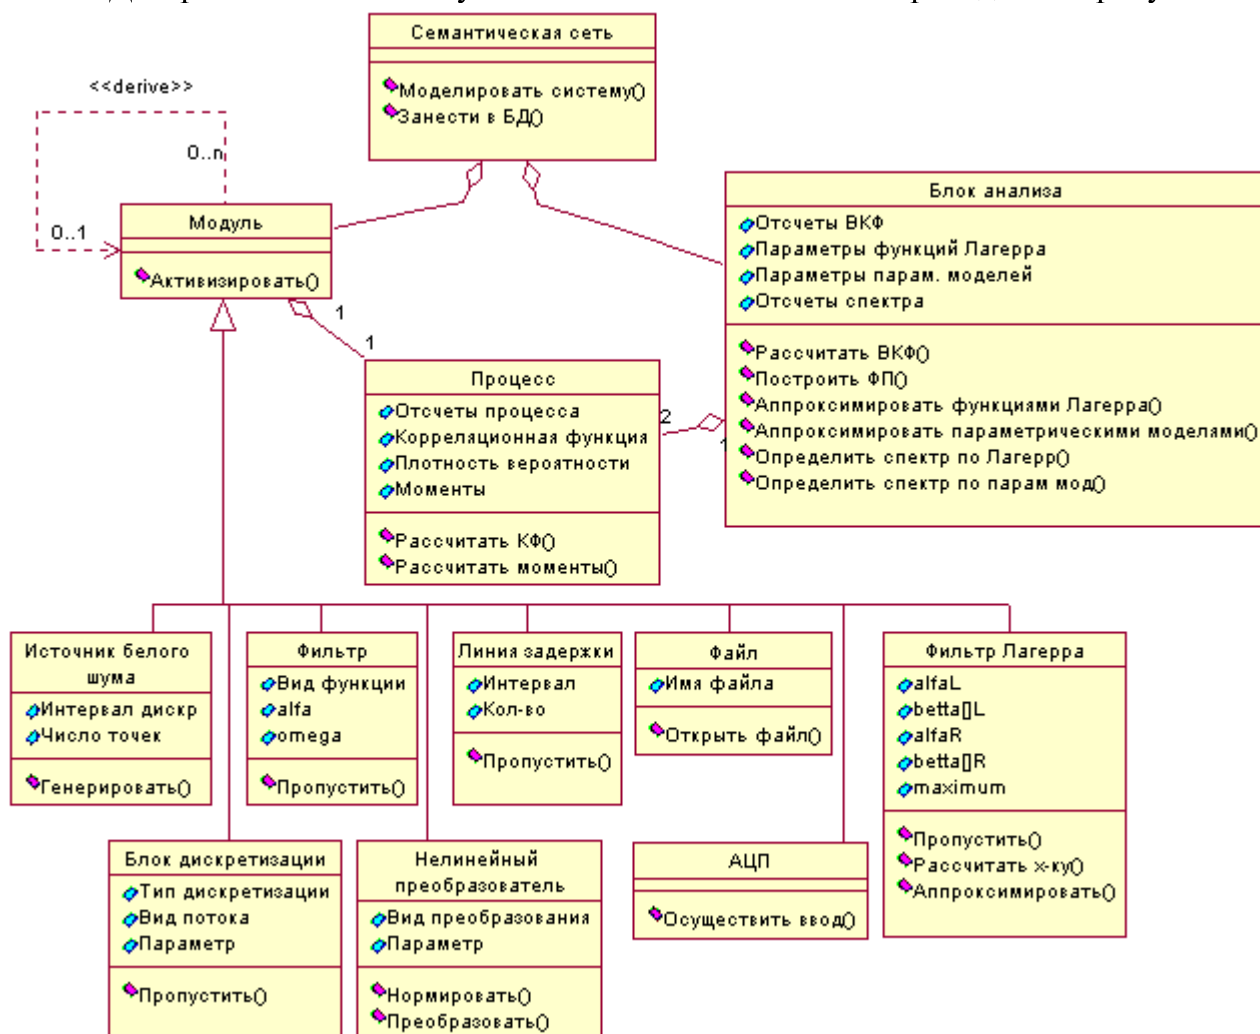 Семантическая сеть
Моделировать систему()
Занести в БД()
<<derive>>
0..n
0..1
Модуль
Активизировать()
1
1
Блок анализа
Отсчеты ВКФ
Параметры функций Лагерра
Параметры парам. моделей
Отсчеты спектра
Рассчитать ВКФ()
Построить ФП()
Аппроксимировать функциями Лагерра()
Аппроксимировать параметрическими моделями()
Определить спектр по Лагерр()
Определить спектр по парам мод()
2
1
Процесс
Отсчеты процесса
Корреляционная функция
Плотность вероятности
Моменты
Рассчитать КФ()
Рассчитать моменты()
Источник белого
шума
Интервал дискр
Число точек
Генерировать()
Фильтр
Вид функции
alfa
omega
Пропустить()
Линия задержки
Интервал
Кол-во
Пропустить()
Файл
Имя файла
Открыть файл()
Фильтр Лагерра
alfaL
betta[]L
alfaR
betta[]R
maximum
Пропустить()
Рассчитать х-ку()
Аппроксимировать()
Блок дискретизации
Тип дискретизации
Вид потока
Параметр
Пропустить()
Нелинейный
преобразователь
Вид преобразования
Параметр
Нормировать()
Преобразовать()
АЦП
Осуществить ввод()